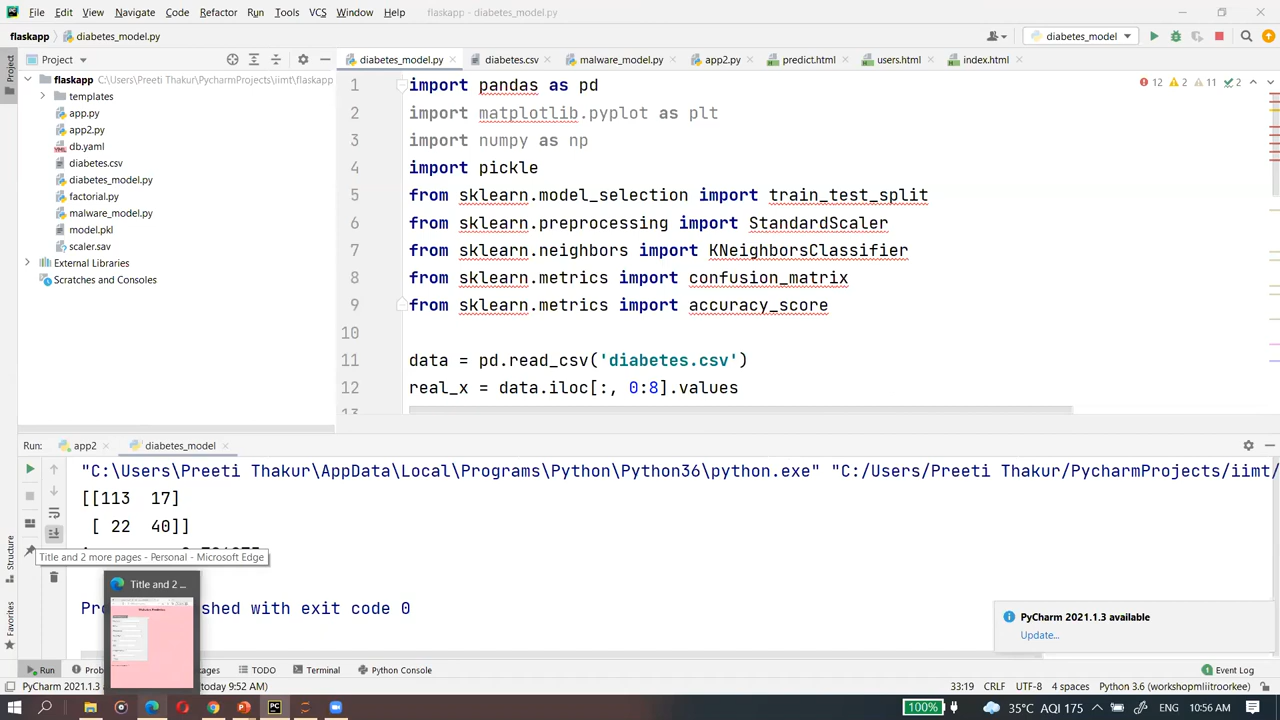 File Edit View Navigate Code Refactor Run Tools VCS Window Help flaskapp - diabetes_model.py
flaskapp diabetes_model.py diabetes_model
Project diabetes_model.py diabetes.csv malware_model.py app2.py predict.html users.html index.html
Project
flaskapp C:\Users\Preeti Thakur\PycharmProjects\iimt\flaskapp
templates
app.py
app2.py
db.yaml
diabetes.csv
diabetes_model.py
factorial.py
malware_model.py
model.pkl
scaler.sav
External Libraries
Scratches and Consoles
12 2 11 2
1 import pandas as pd
2 import matplotlib.pyplot as plt
3 import numpy as np
4 import pickle
5 from sklearn.model_selection import train_test_split
6 from sklearn.preprocessing import StandardScaler
7 from sklearn.neighbors import KNeighborsClassifier
8 from sklearn.metrics import confusion_matrix
9 from sklearn.metrics import accuracy_score
10
11 data = pd.read_csv('diabetes.csv')
12 real_x = data.iloc[:, 0:8].values
13
Run: app2 diabetes_model
"C:\Users\Preeti Thakur\AppData\Local\Programs\Python\Python36\python.exe" "C:/Users/Preeti Thakur/PycharmProjects/iimt/
[[113 17]
[ 22 40]]
Title and 2 more pages - Personal - Microsoft Edge
Title and 2 ...
shed with exit code 0
Structure
Favorites
PyCharm 2021.1.3 available
Update...
Run TODO Terminal Python Console Event Log
PyCharm 2021.1.3 today 9:52 AM) 33:19 CRLF UTF-8 4 spaces Python 3.6 (workshopmliitroorkee)
100% 35°C AQI 175 ENG 10:56 AM